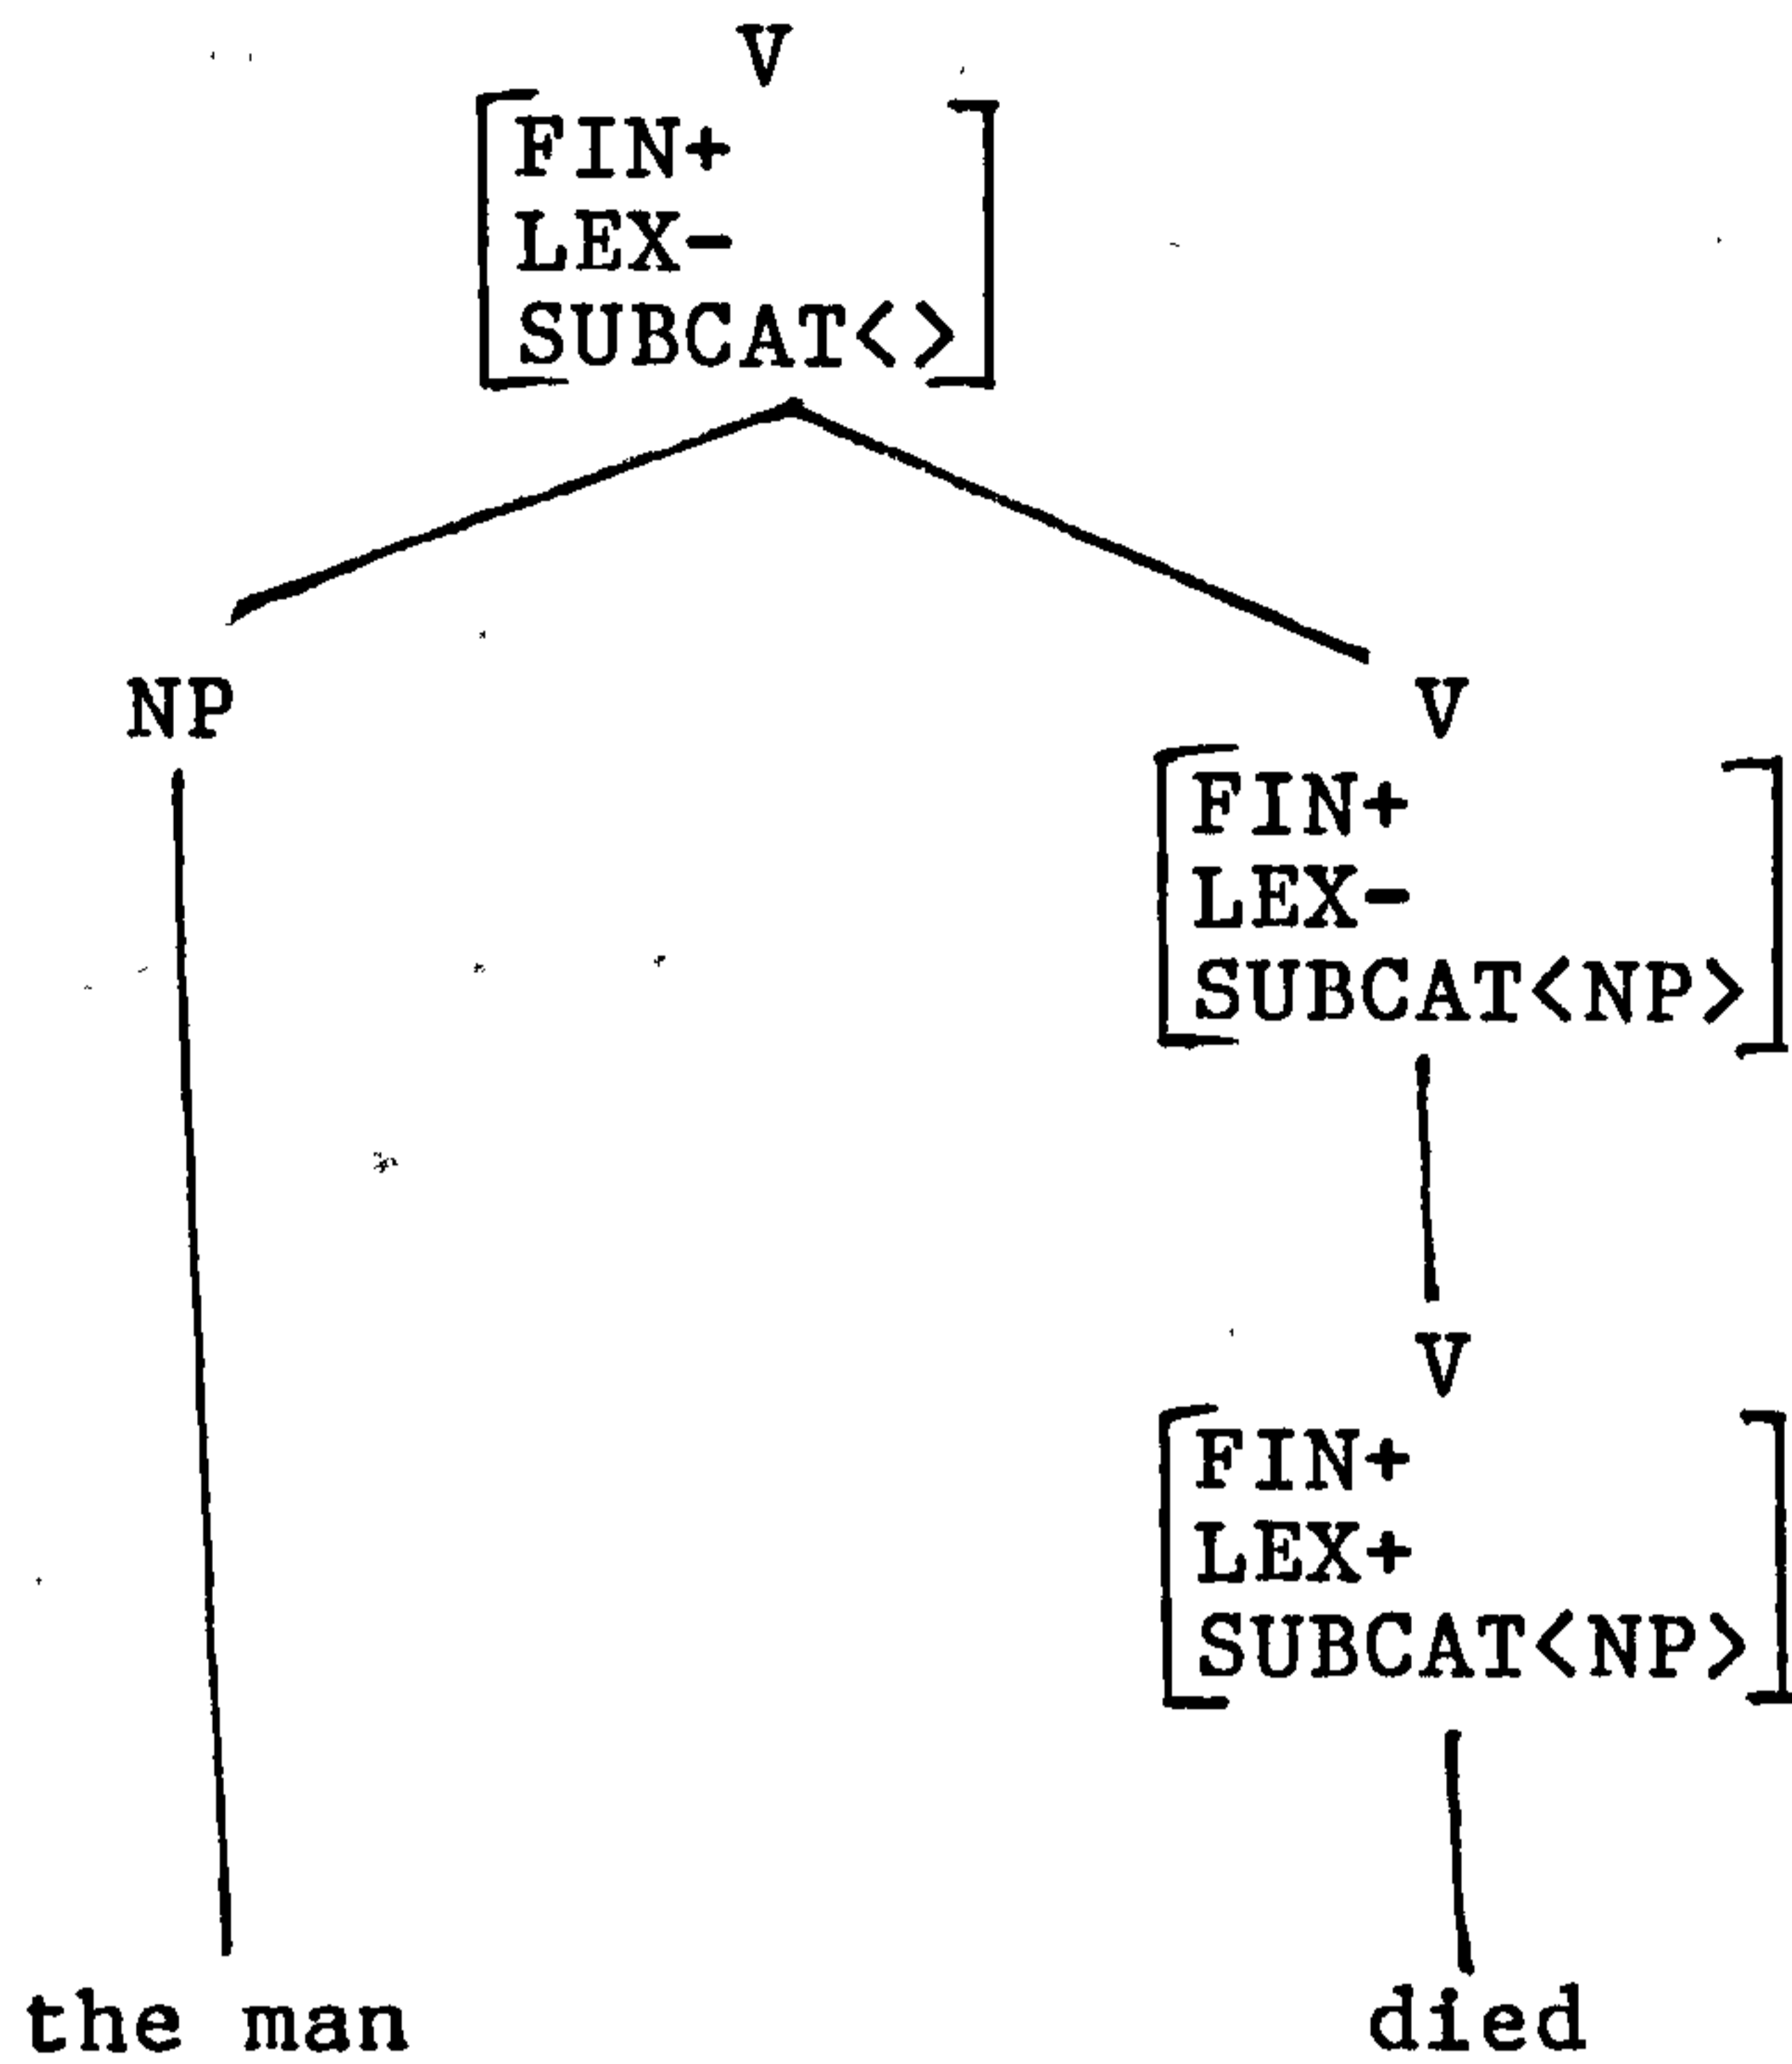 V
FIN+
LEX-
SUBCAT<>
NP
V
FIN+
LEX-
SUBCAT<NP>
V
FIN+
LEX+
SUBCAT<NP>
the man
died